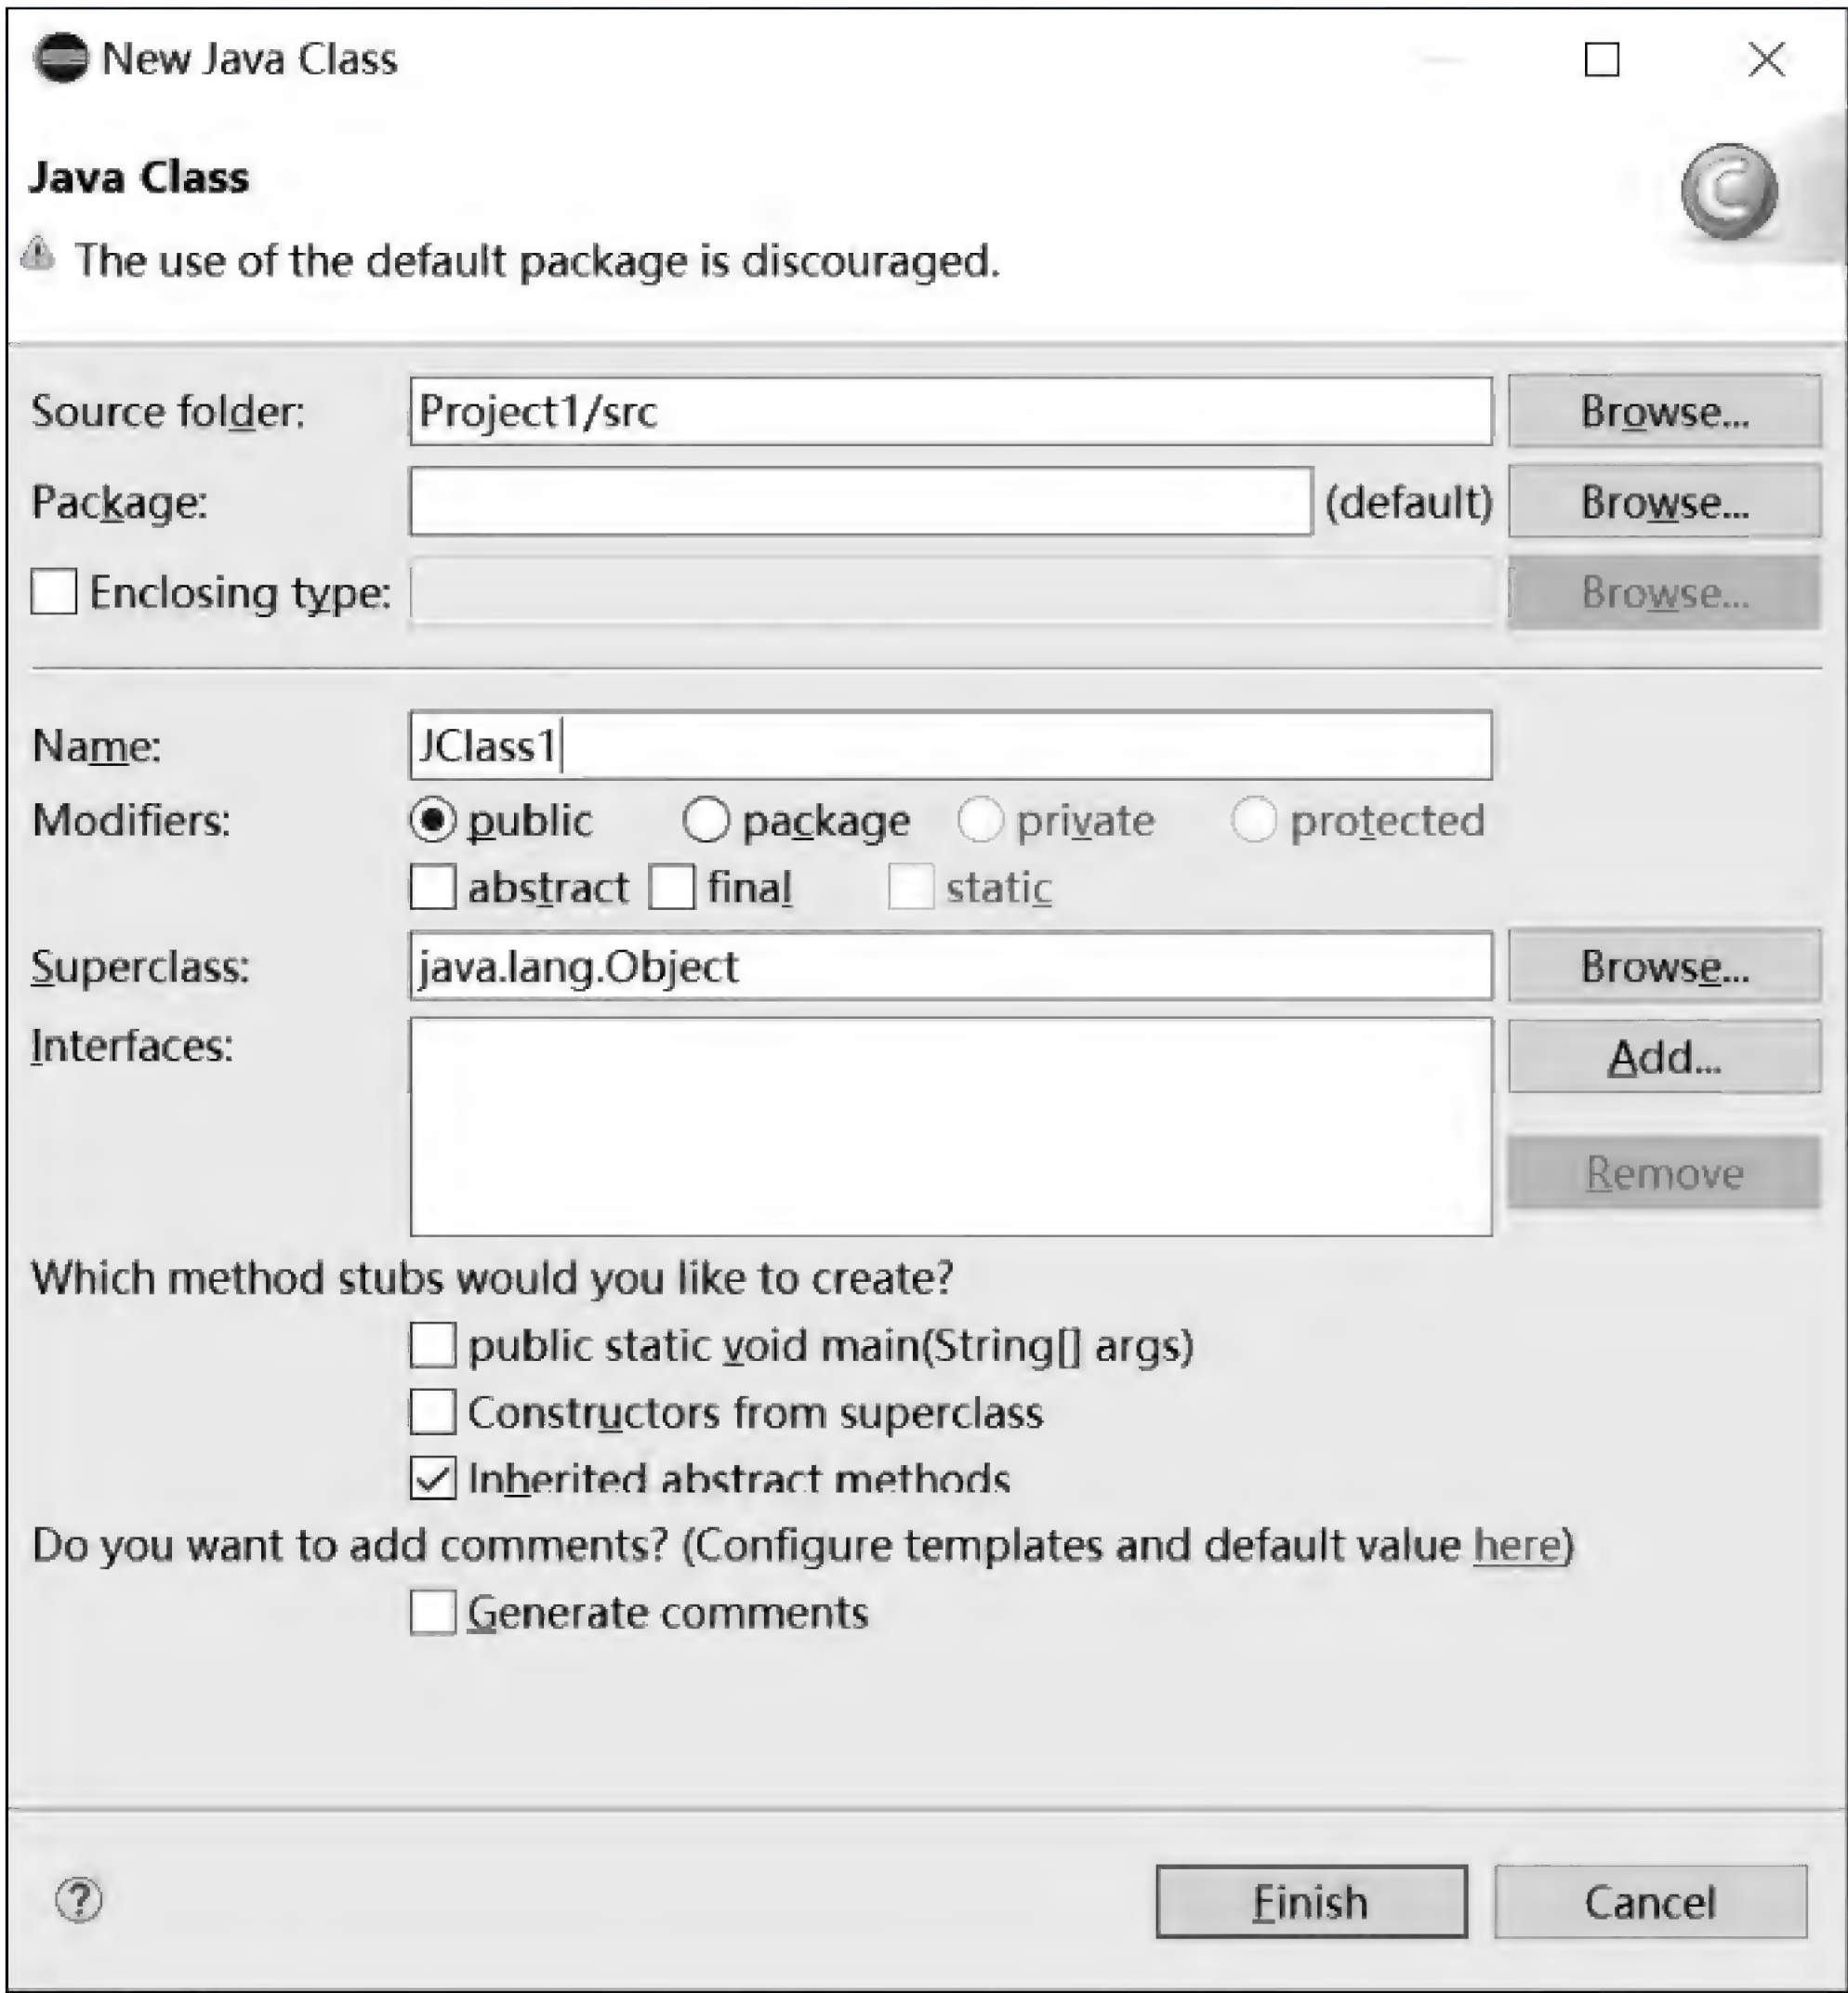 New Java Class
Java Class
The use of the default package is discouraged.
Source folder: Project1/src Browse...
Package: (default) Browse...
Enclosing type: Browse...
Name: JClass1
Modifiers: public package private protected
abstract final static
Superclass: java.lang.Object Browse...
Interfaces: Add...
Remove
Which method stubs would you like to create?
public static void main(String[] args)
Constructors from superclass
Inherited abstract methods
Do you want to add comments? (Configure templates and default value here)
Generate comments
? Finish Cancel